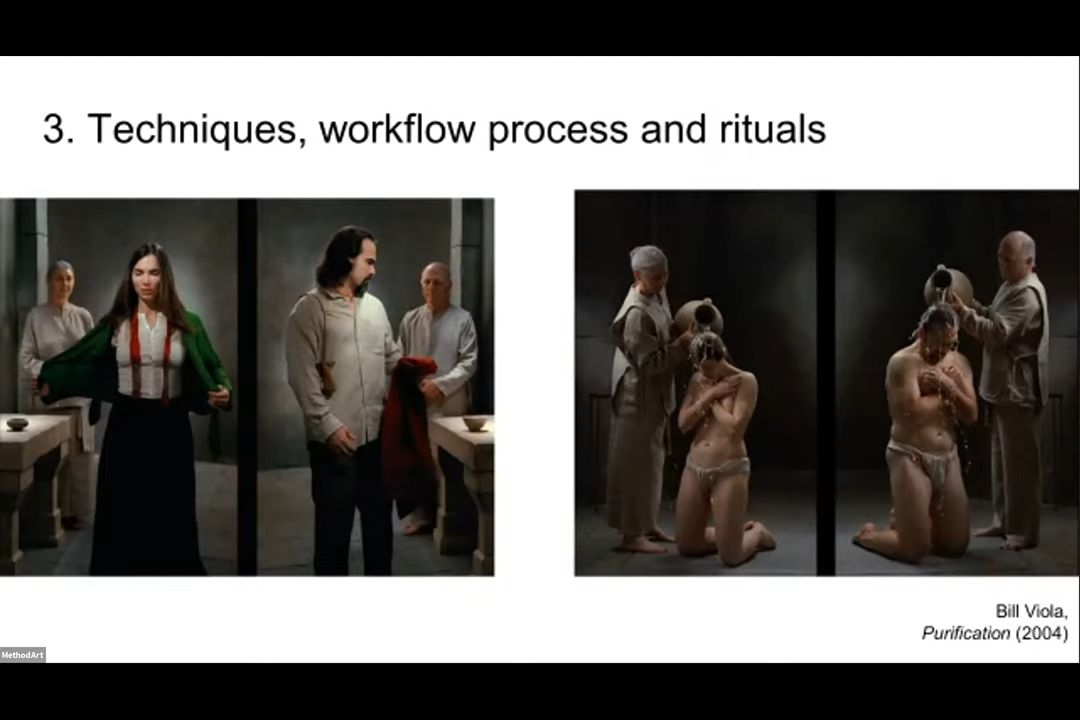 3. Techniques, workflow process and rituals
Bill Viola,
Purification (2004)
MethodArt